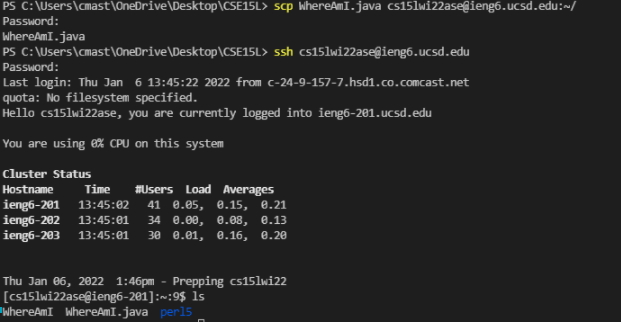 PS C:\Users\cmast\OneDrive\Desktop\CSE15L> scp WhereAmI.java cs15lwi22ase@ieng6.ucsd.edu:~/
Password:
WhereAmI.java
PS C:\Users\cmast\OneDrive\Desktop\CSE15L> ssh cs15lwi22ase@ieng6.ucsd.edu
Password:
Last login: Thu Jan  6 13:45:22 2022 from c-24-9-157-7.hsd1.co.comcast.net
quota: No filesystem specified.
Hello cs15lwi22ase, you are currently logged into ieng6-201.ucsd.edu
You are using 0% CPU on this system
Cluster Status
Hostname     Time    #Users  Load  Averages
ieng6-201   13:45:02   41  0.05,  0.15,  0.21
ieng6-202   13:45:01   34  0.00,  0.08,  0.13
ieng6-203   13:45:01   30  0.01,  0.16,  0.20
Thu Jan 06, 2022  1:46pm - Prepping cs15lwi22
[cs15lwi22ase@ieng6-201]:~:9$ ls
WhereAmI  WhereAmI.java  perl5